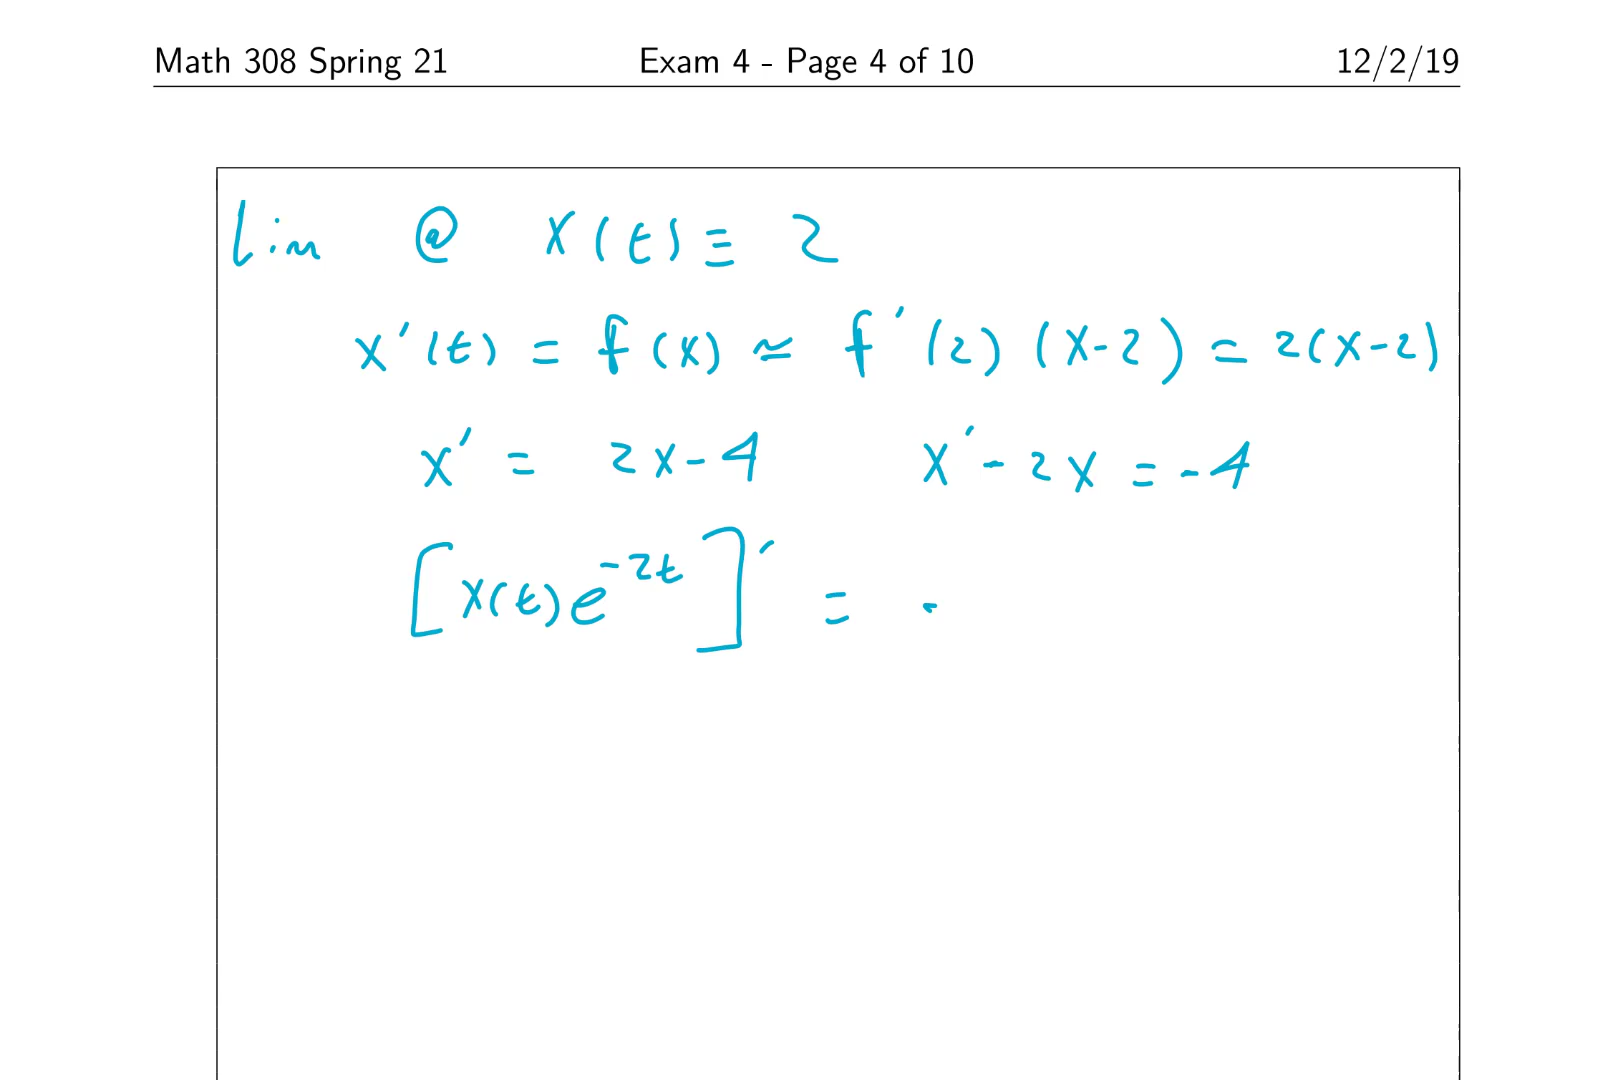 Math 308 Spring 21 Exam 4 - Page 4 of 10 12/2/19
Lin @ x(t) ≡ 2
x'(t) = f(x) ≈ f'(2)(x-2) = 2(x-2)
x' = 2x-4 x'-2x = -4
[x(t)e^{-2t}]' = -